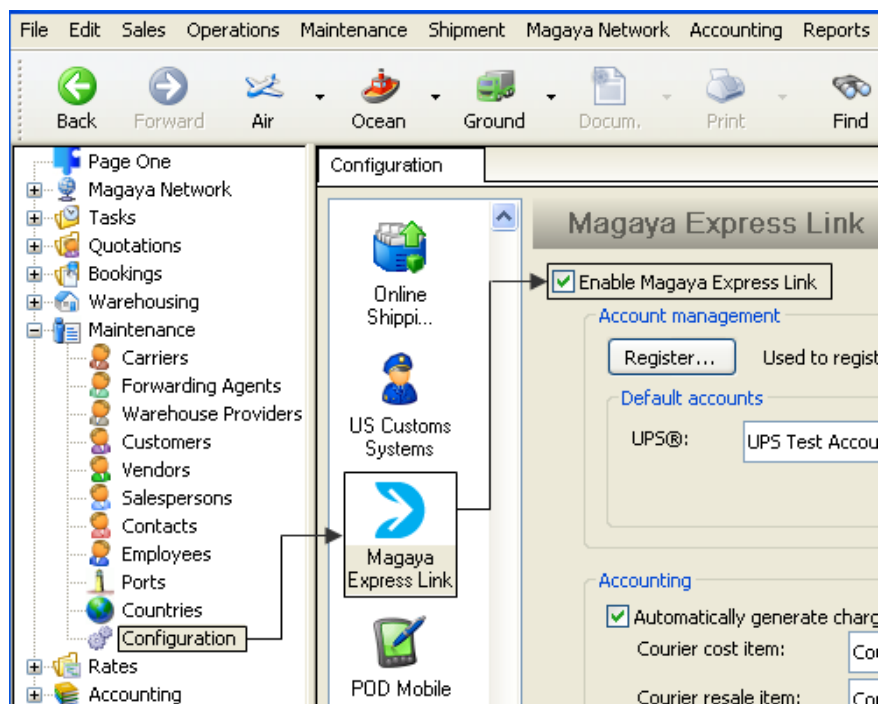 File Edit Sales Operations Maintenance Shipment Magaya Network Accounting Reports
Back Forward Air Ocean Ground Docum. Print Find
Page One
Magaya Network
Tasks
Quotations
Bookings
Warehousing
Maintenance
Carriers
Forwarding Agents
Warehouse Providers
Customers
Vendors
Salespersons
Contacts
Employees
Ports
Countries
Configuration
Rates
Accounting
Configuration
Online
Shippi...
US Customs
Systems
Magaya
Express Link
POD Mobile
Magaya Express Link
Enable Magaya Express Link
Account management
Register... Used to regist
Default accounts
UPS®: UPS Test Accou
Accounting
Automatically generate charg
Courier cost item: Cou
Courier resale item: Cou